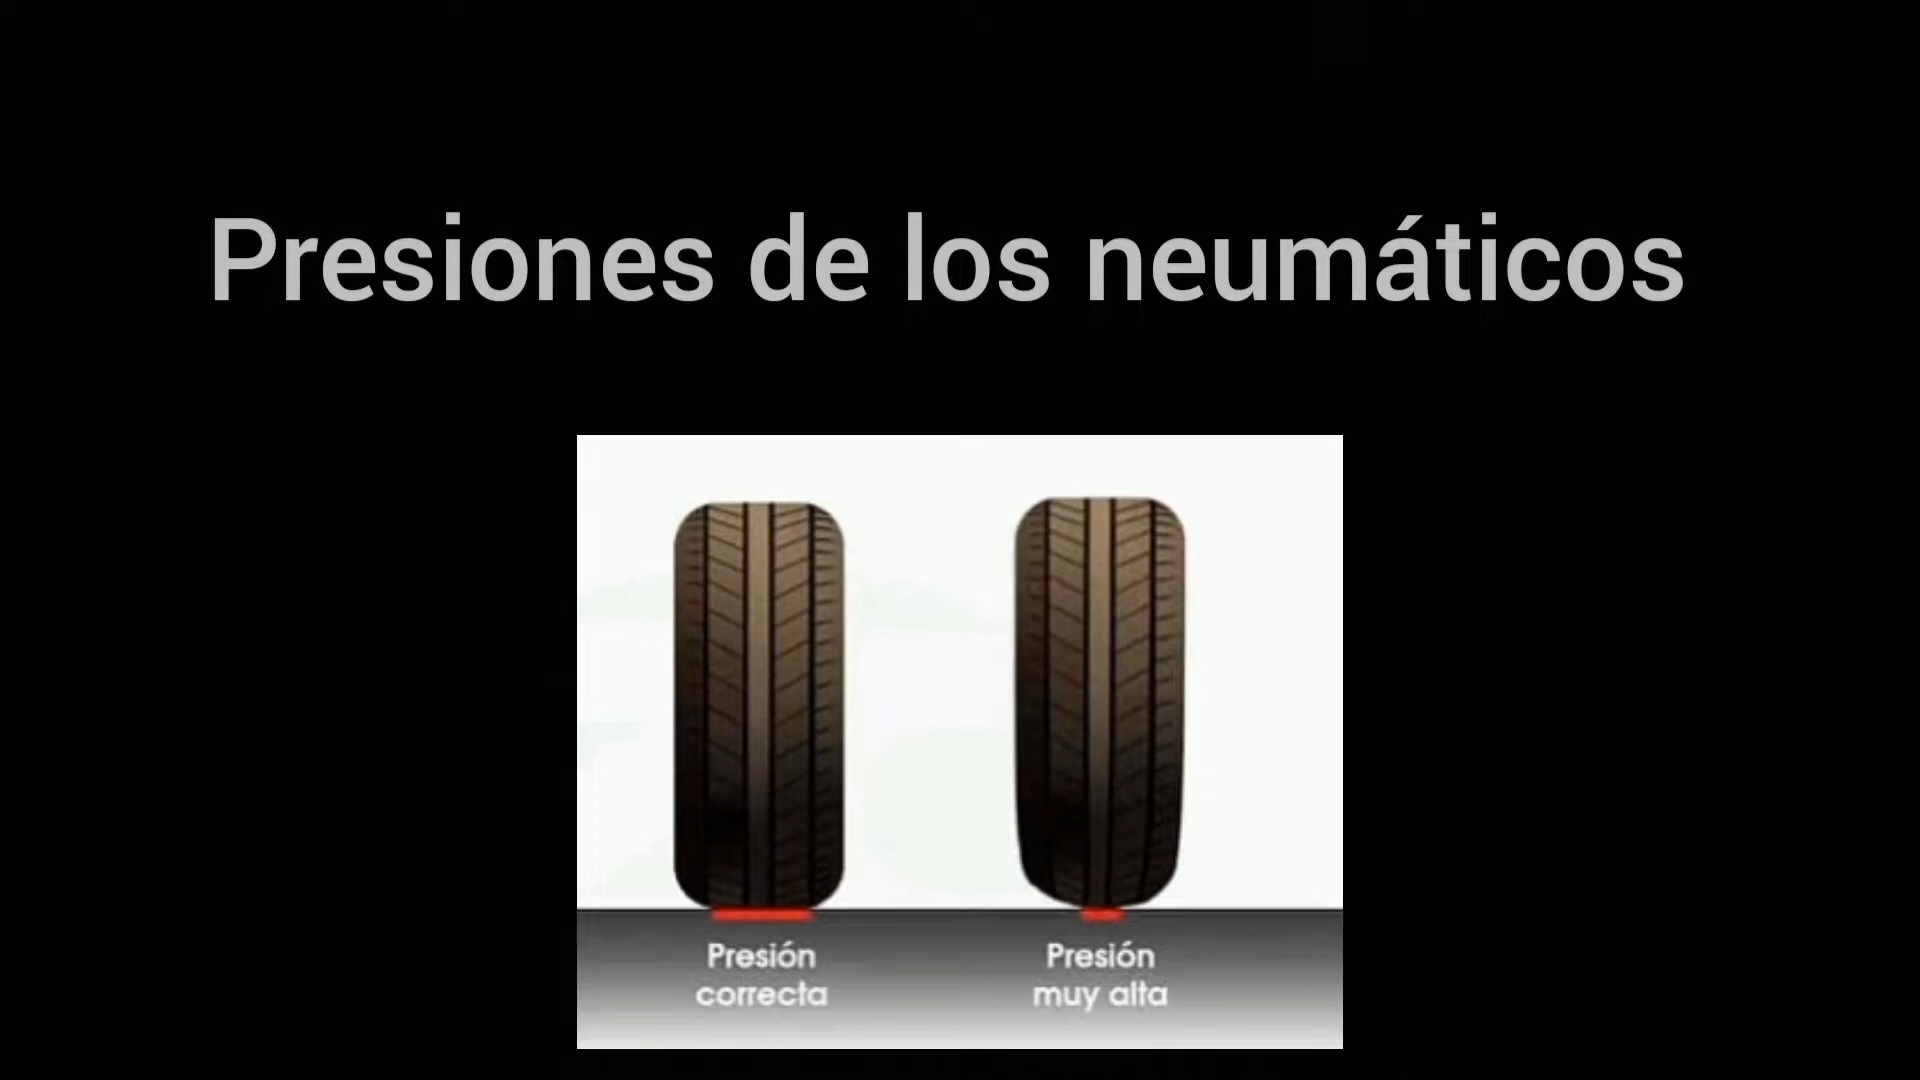 Presiones de los neumáticos
Presión
correcta
Presión
muy alta